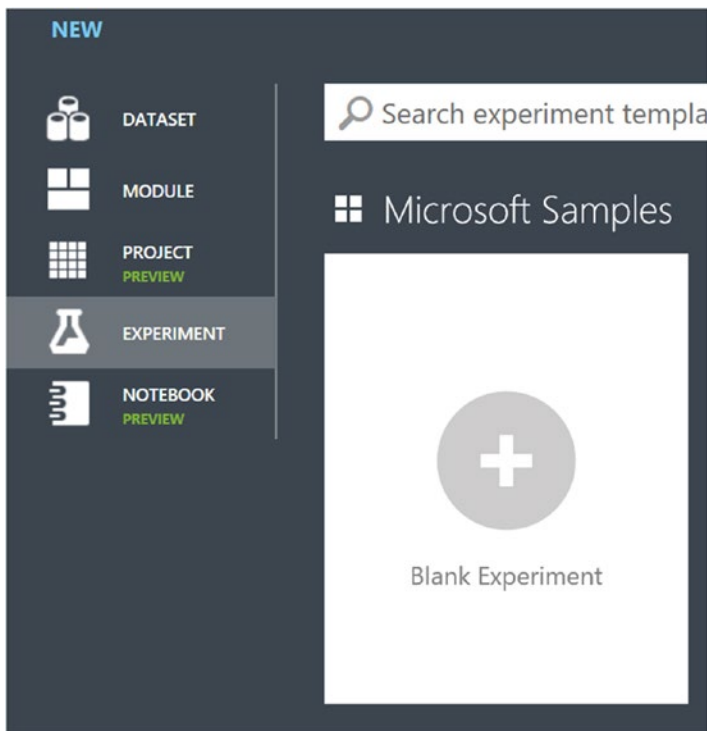 NEW
DATASET
MODULE
PROJECT
PREVIEW
EXPERIMENT
NOTEBOOK
PREVIEW
Search experiment templa
Microsoft Samples
Blank Experiment